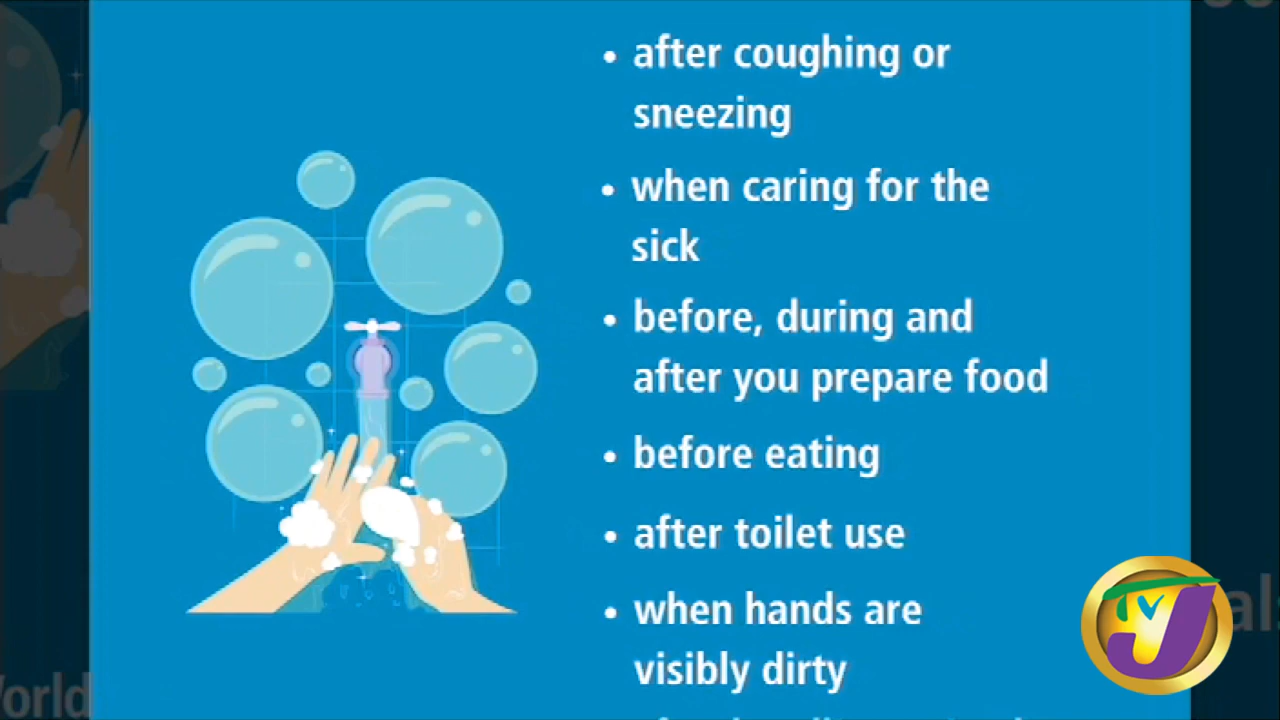 • after coughing or
sneezing
• when caring for the
sick
• before, during and
after you prepare food
• before eating
• after toilet use
• when hands are
visibly dirty
TVJ